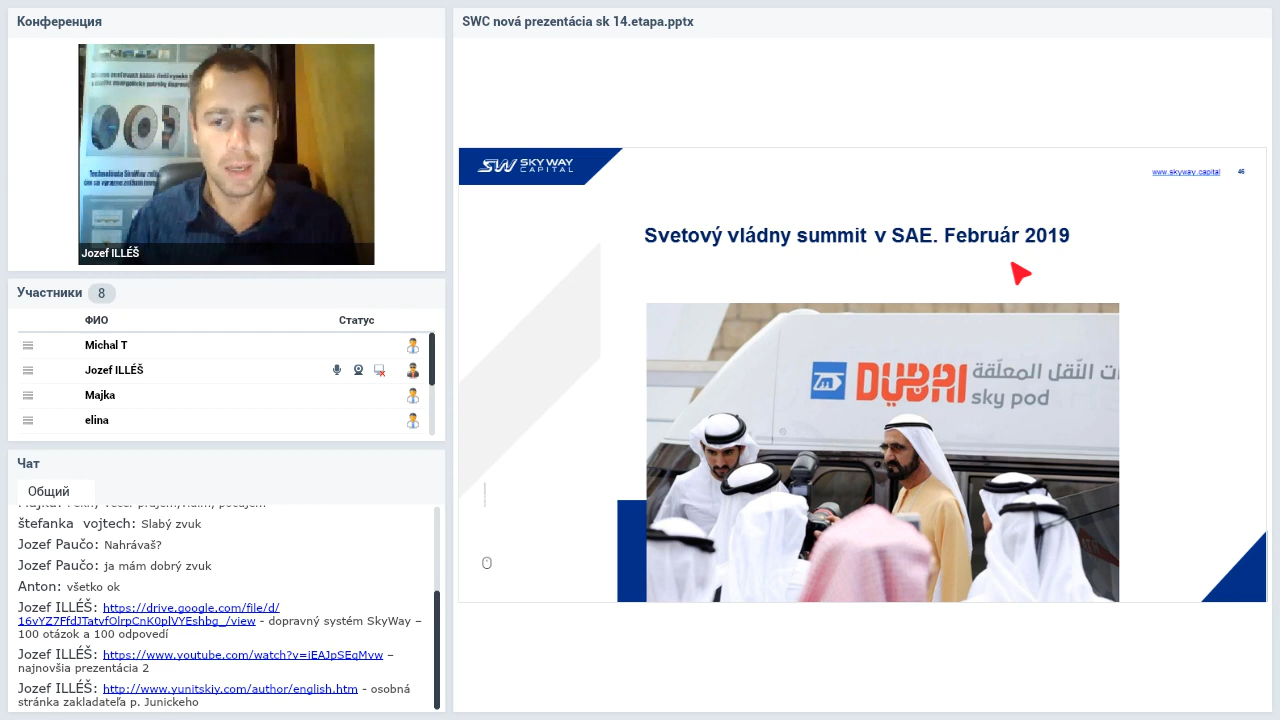 Конференция
Jozef ILLÉŠ
Участники 8
ФИО Статус
Michal T
Jozef ILLÉŠ
Majka
elina
Чат
Общий
štefanka vojtech: Slabý zvuk
Jozef Paučo: Nahrávaš?
Jozef Paučo: ja mám dobrý zvuk
Anton: všetko ok
Jozef ILLÉŠ: https://drive.google.com/file/d/
16vYZ7FfdJTatvfOlrpCnK0plVYEshbg_/view - dopravný systém SkyWay –
100 otázok a 100 odpovedí
Jozef ILLÉŠ: https://www.youtube.com/watch?v=iEAJpSEqMvw –
najnovšia prezentácia 2
Jozef ILLÉŠ: http://www.yunitskiy.com/author/english.htm - osobná
stránka zakladateľa p. Junickeho
SWC nová prezentácia sk 14.etapa.pptx
SW SKY WAY
CAPITAL
www.skyway.capital 46
Svetový vládny summit v SAE. Február 2019
DUBAI
ات النقل المعلقة
sky pod